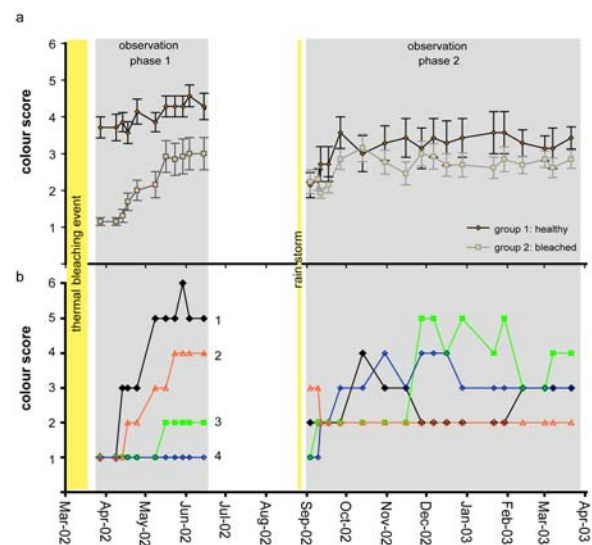 a
observation
phase 1
observation
phase 2
6
5
4
3
2
1
colour score
group 1: healthy
group 2: bleached
thermal bleaching event
rain storm
b
6
5
4
3
2
1
colour score
1
2
3
4
Mar-02
Apr-02
May-02
Jun-02
Jul-02
Aug-02
Sep-02
Oct-02
Nov-02
Dec-02
Jan-03
Feb-03
Mar-03
Apr-03